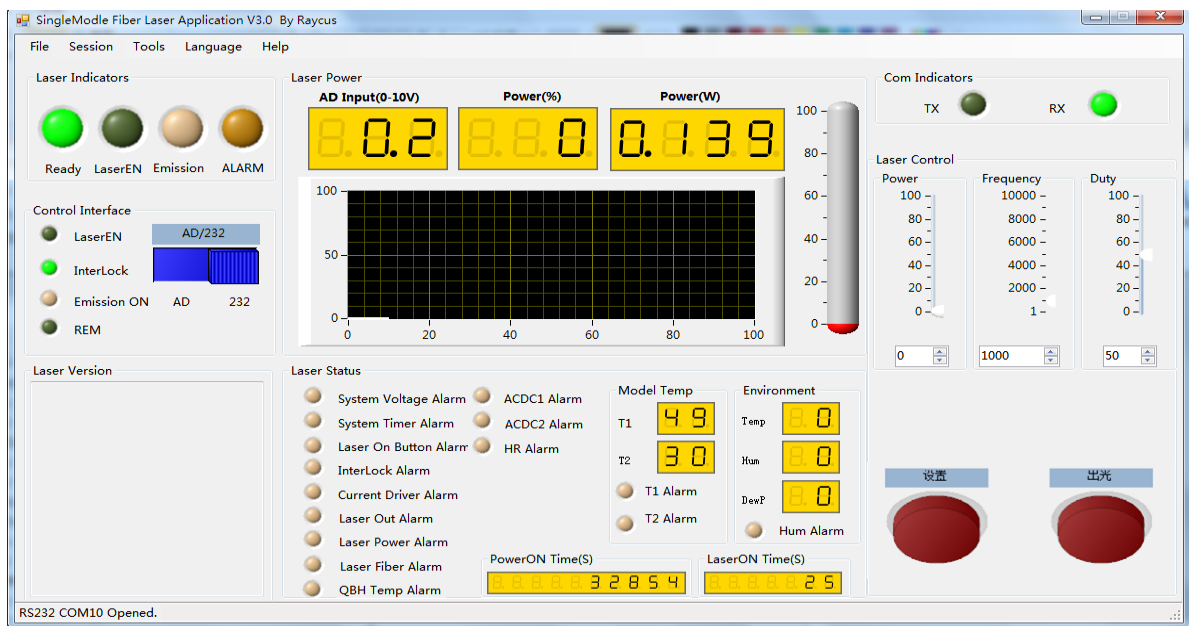 SingleModle Fiber Laser Application V3.0 By Raycus
File Session Tools Language Help
Laser Indicators
Ready LaserEN Emission ALARM
Control Interface
LaserEN
InterLock
Emission ON
REM
AD/232
AD 232
Laser Version
Laser Power
AD Input(0-10V) Power(%) Power(W)
0.2 0 0.139
100
50
0
0 20 40 60 80 100
100
80
60
40
20
0
Laser Status
System Voltage Alarm
System Timer Alarm
Laser On Button Alarm
InterLock Alarm
Current Driver Alarm
Laser Out Alarm
Laser Power Alarm
Laser Fiber Alarm
QBH Temp Alarm
ACDC1 Alarm
ACDC2 Alarm
HR Alarm
Model Temp
T1 49
T2 30
T1 Alarm
T2 Alarm
Environment
Temp 0
Hum 0
DewP 0
Hum Alarm
PowerON Time(S)
32854
LaserON Time(S)
25
Com Indicators
TX RX
Laser Control
Power
100
80
60
40
20
0
0
Frequency
10000
8000
6000
4000
2000
1
1000
Duty
100
80
60
40
20
0
50
设置
出光
RS232 COM10 Opened.